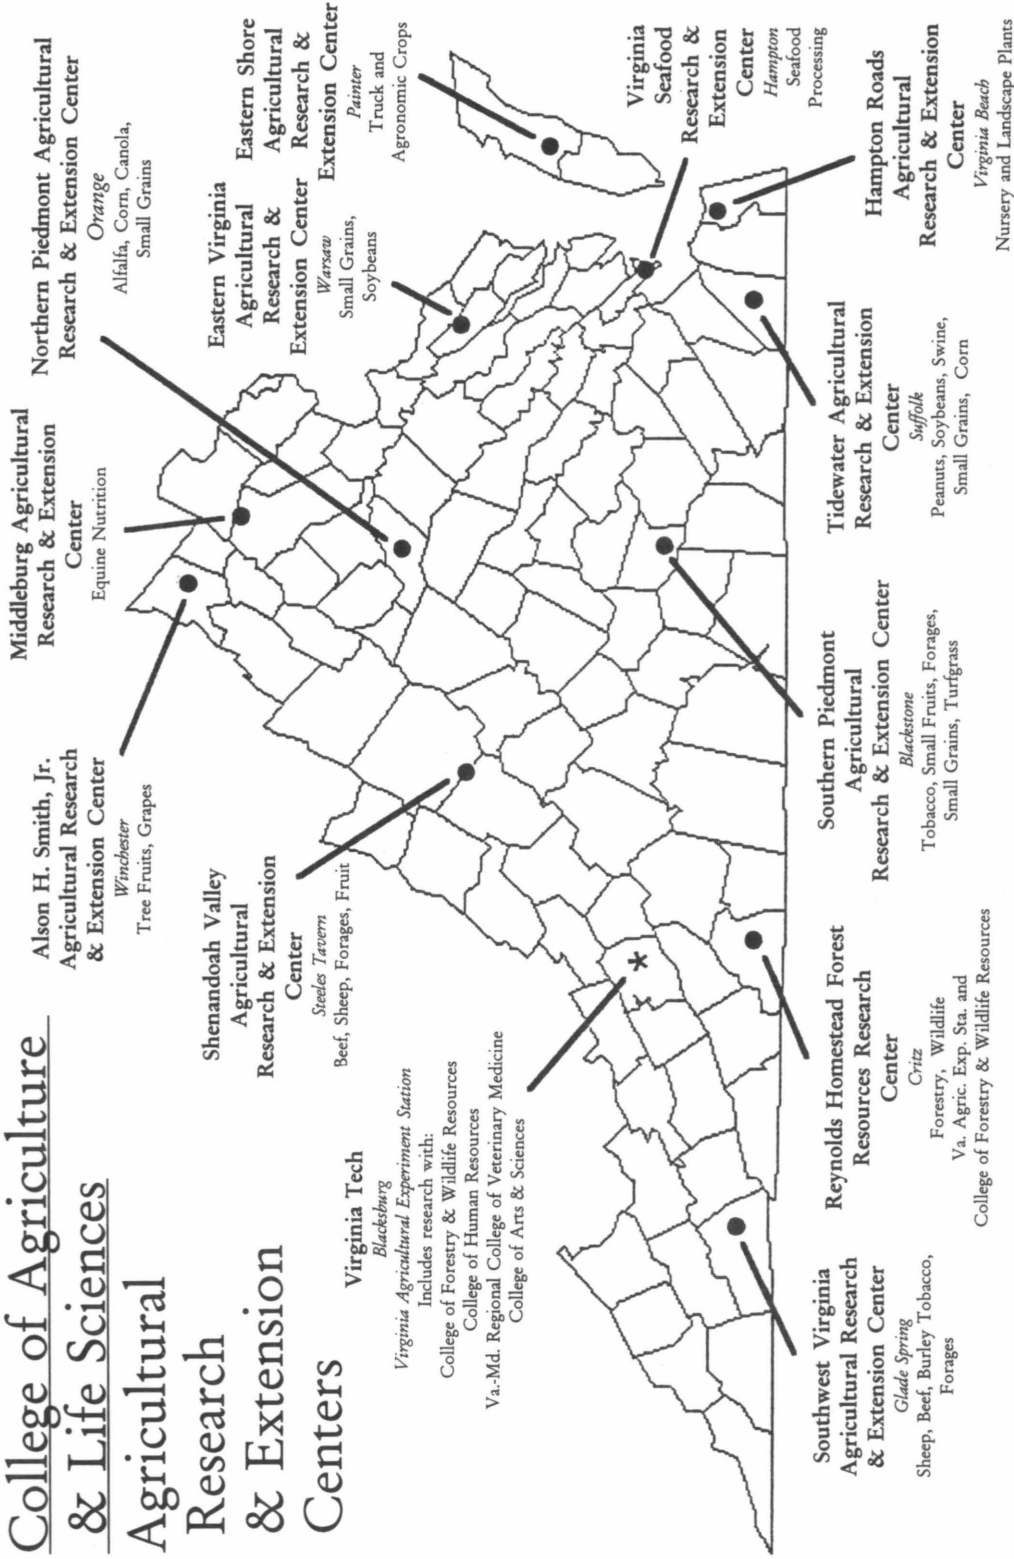 College of Agriculture
& Life Sciences
Agricultural
Research
& Extension
Centers
Alson H. Smith, Jr.
Agricultural Research
& Extension Center
Winchester
Tree Fruits, Grapes
Middleburg Agricultural
Research & Extension
Center
Equine Nutrition
Northern Piedmont Agricultural
Research & Extension Center
Orange
Alfalfa, Corn, Canola,
Small Grains
Shenandoah Valley
Agricultural
Research & Extension
Center
Steeles Tavern
Beef, Sheep, Forages, Fruit
Eastern Virginia
Agricultural
Research &
Extension Center
Warsaw
Small Grains,
Soybeans
Eastern Shore
Agricultural
Research &
Extension Center
Painter
Truck and
Agronomic Crops
Virginia Tech
Blacksburg
Virginia Agricultural Experiment Station
Includes research with:
College of Forestry & Wildlife Resources
College of Human Resources
Va.-Md. Regional College of Veterinary Medicine
College of Arts & Sciences
*
Virginia
Seafood
Research &
Extension
Center
Hampton
Seafood
Processing
Southwest Virginia
Agricultural Research
& Extension Center
Glade Spring
Sheep, Beef, Burley Tobacco,
Forages
Reynolds Homestead Forest
Resources Research
Center
Critz
Forestry, Wildlife
Va. Agric. Exp. Sta. and
College of Forestry & Wildlife Resources
Southern Piedmont
Agricultural
Research & Extension Center
Blackstone
Tobacco, Small Fruits, Forages,
Small Grains, Turfgrass
Tidewater Agricultural
Research & Extension
Center
Suffolk
Peanuts, Soybeans, Swine,
Small Grains, Corn
Hampton Roads
Agricultural
Research & Extension
Center
Virginia Beach
Nursery and Landscape Plants